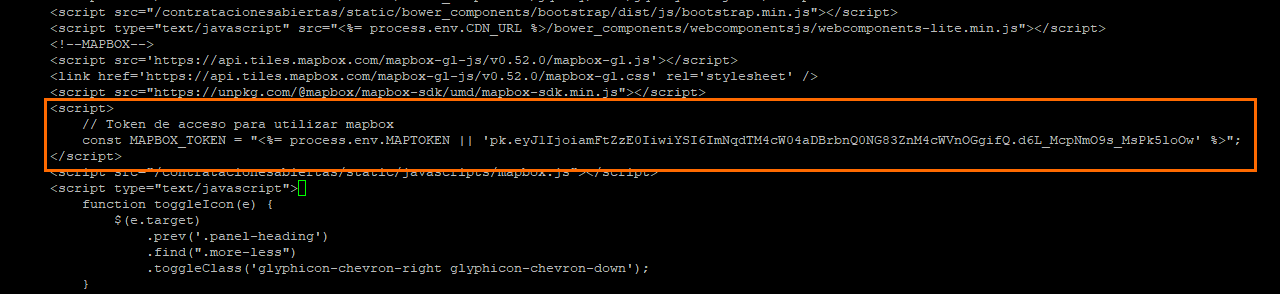 <script src="/contratacionesabiertas/static/bower_components/bootstrap/dist/js/bootstrap.min.js"></script>
<script type="text/javascript" src="<%= process.env.CDN_URL %>/bower_components/webcomponentsjs/webcomponents-lite.min.js"></script>
<!--MAPBOX-->
<script src='https://api.tiles.mapbox.com/mapbox-gl-js/v0.52.0/mapbox-gl.js'></script>
<link href='https://api.tiles.mapbox.com/mapbox-gl-js/v0.52.0/mapbox-gl.css' rel='stylesheet' />
<script src="https://unpkg.com/@mapbox/mapbox-sdk/umd/mapbox-sdk.min.js"></script>
<script>
// Token de acceso para utilizar mapbox
const MAPBOX_TOKEN = "<%= process.env.MAPTOKEN || 'pk.eyJlIjoiamFtZzE0IiwiYSI6ImNqdTM4cW04aDBrbnQ0NG83ZnM4cWVnOGgifQ.d6L_McpNmO9s_MsPk5loOw' %>";
</script>
<script src="/contratacionesabiertas/static/javascripts/mapbox.js"></script>
<script type="text/javascript">
function toggleIcon(e) {
$(e.target)
.prev('.panel-heading')
.find(".more-less")
.toggleClass('glyphicon-chevron-right glyphicon-chevron-down');
}